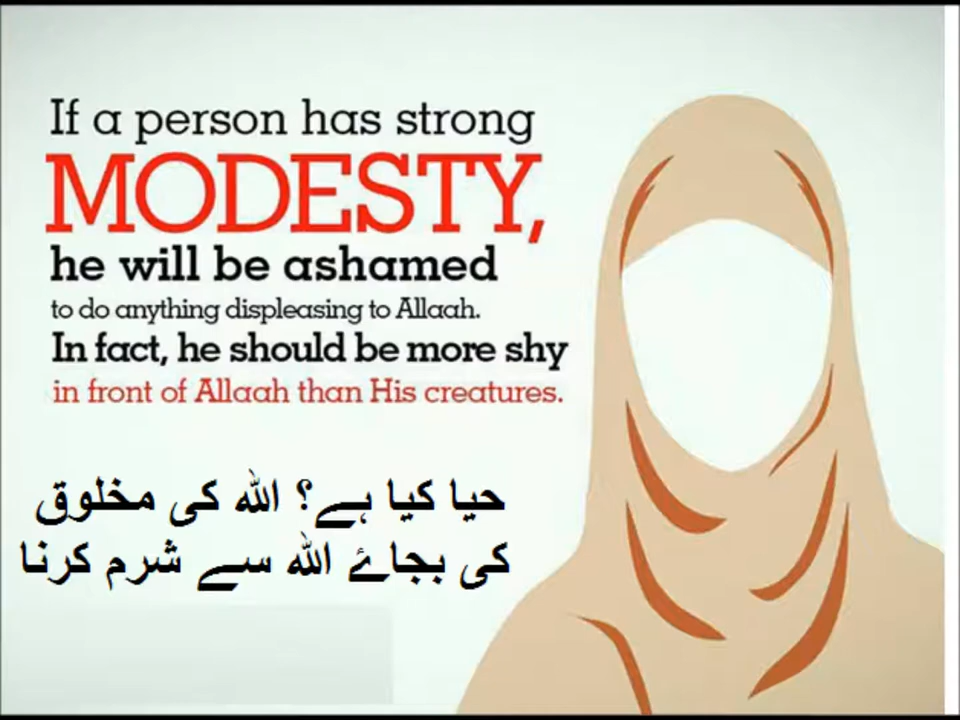 If a person has strong
MODESTY,
he will be ashamed
to do anything displeasing to Allaah.
In fact, he should be more shy
in front of Allaah than His creatures.
حیا کیا ہے؟ اللہ کی مخلوق
کی بجاۓ اللہ سے شرم کرنا